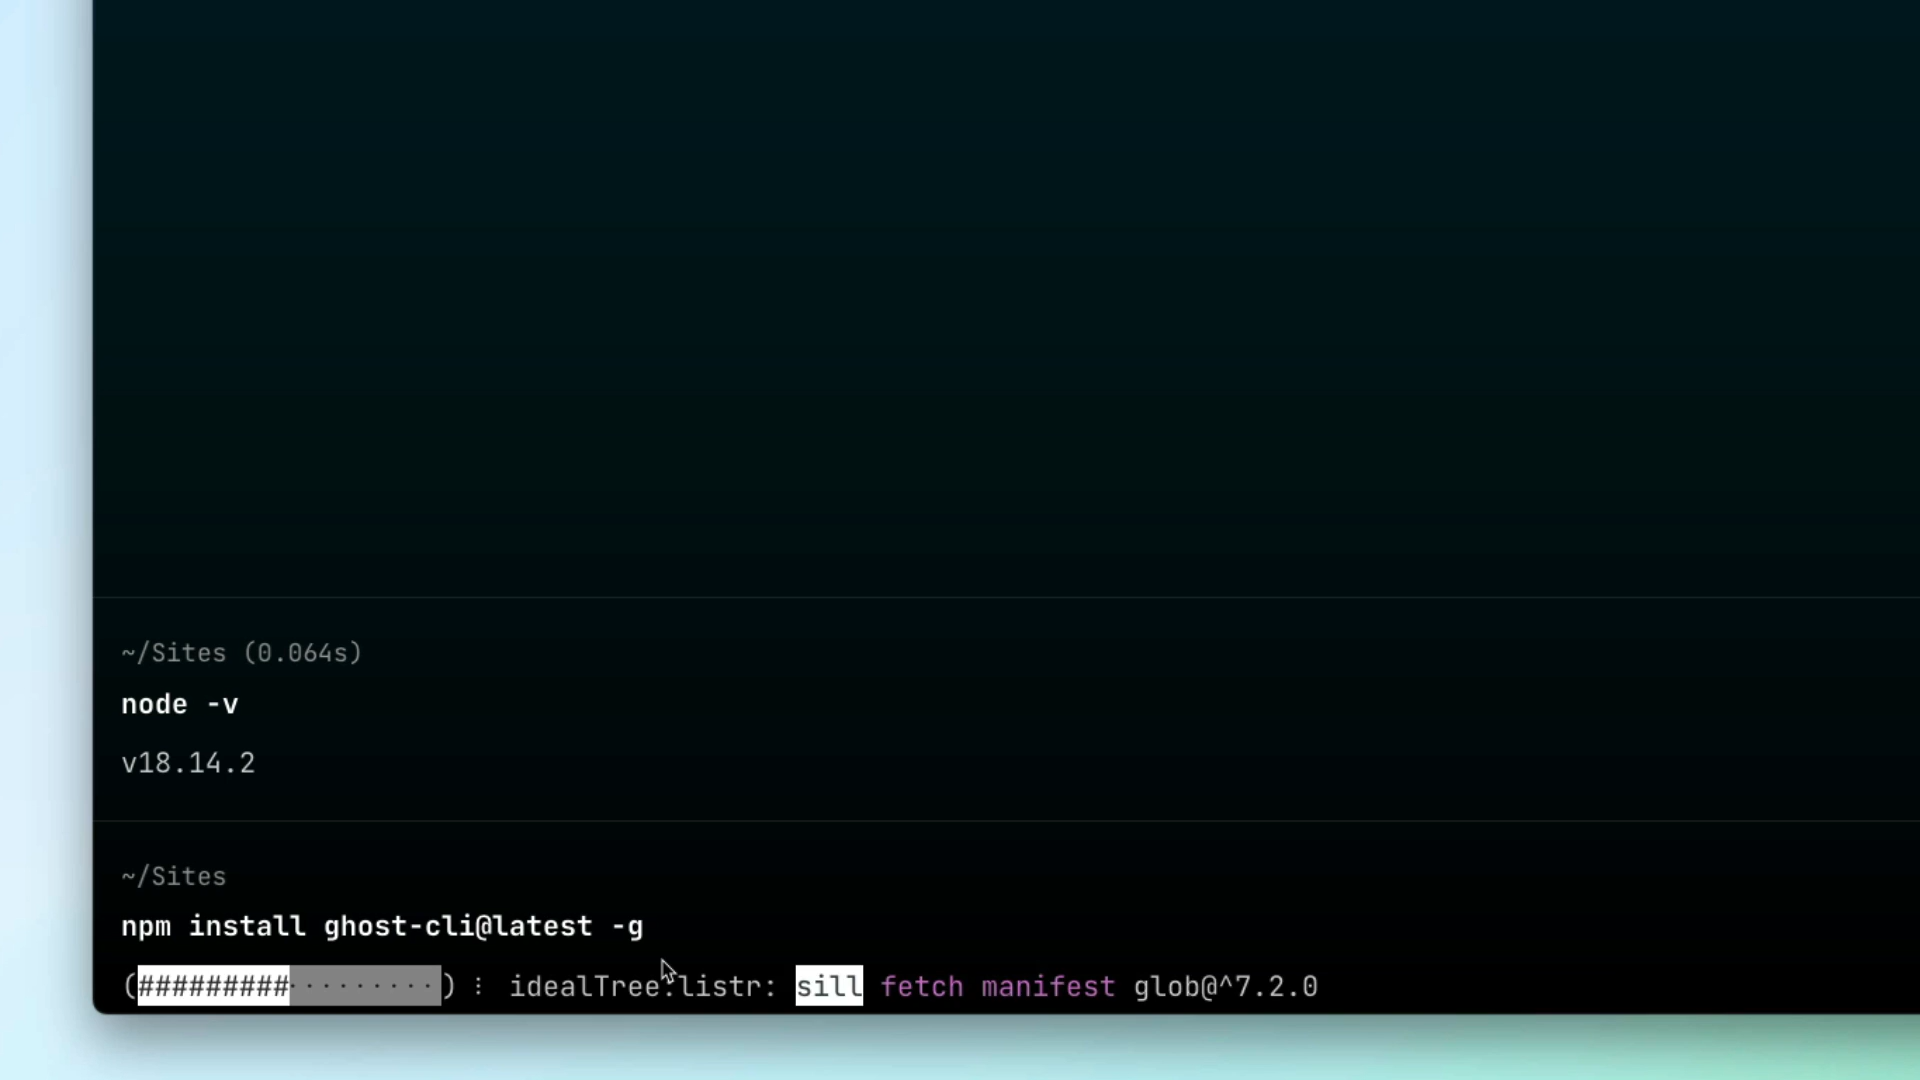 ~/Sites (0.064s)
node -v
v18.14.2
~/Sites
npm install ghost-cli@latest -g
(#########⋅⋅⋅⋅⋅⋅⋅⋅⋅) ⸽ idealTree:listr: sill fetch manifest glob@^7.2.0